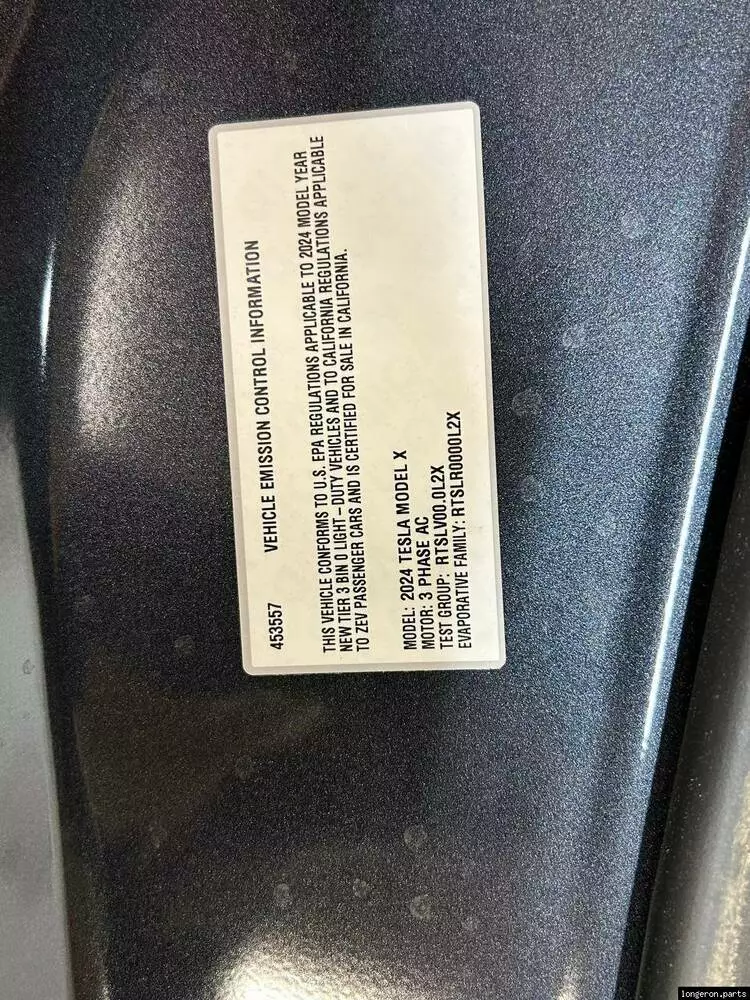 453557 VEHICLE EMISSION CONTROL INFORMATION
THIS VEHICLE CONFORMS TO U.S. EPA REGULATIONS APPLICABLE TO 2024 MODEL YEAR
NEW TIER 3 BIN 0 LIGHT-DUTY VEHICLES AND TO CALIFORNIA REGULATIONS APPLICABLE
TO ZEV PASSENGER CARS AND IS CERTIFIED FOR SALE IN CALIFORNIA.
MODEL: 2024 TESLA MODEL X
MOTOR: 3 PHASE AC
TEST GROUP: RTSLV00.0L2X
EVAPORATIVE FAMILY: RTSLR0000L2X
longeron.parts